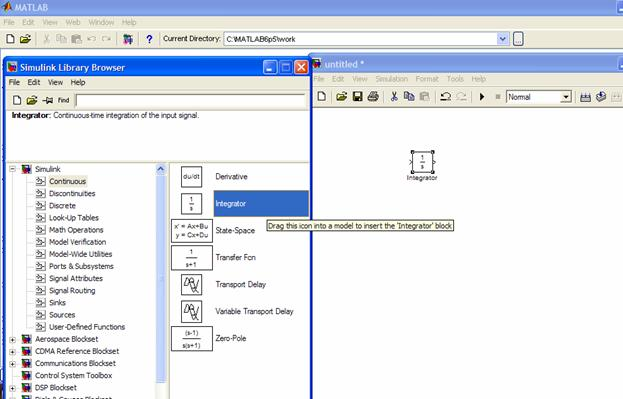 MATLAB
File Edit View Web Window Help
Current Directory: C:\MATLAB6p5\work
...
Simulink Library Browser
File Edit View Help
Find
Integrator: Continuous-time integration of the input signal.
Simulink
Continuous
Discontinuities
Discrete
Look-Up Tables
Math Operations
Model Verification
Model-Wide Utilities
Ports & Subsystems
Signal Attributes
Signal Routing
Sinks
Sources
User-Defined Functions
Aerospace Blockset
CDMA Reference Blockset
Communications Blockset
Control System Toolbox
DSP Blockset
Dials & Gauges Blockset
du/dt Derivative
1
s
Integrator
x' = Ax+Bu
y = Cx+Du
State-Space
1
s+1
Transfer Fcn
Transport Delay
Variable Transport Delay
(s-1)
s(s+1)
Zero-Pole
Drag this icon into a model to insert the 'Integrator' block
untitled *
File Edit View Simulation Format Tools Help
Normal
1
s
Integrator